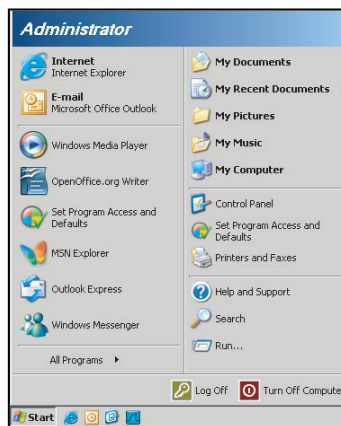 Administrator
Internet
Internet Explorer
E-mail
Microsoft Office Outlook
Windows Media Player
OpenOffice.org Writer
Set Program Access and
Defaults
MSN Explorer
Outlook Express
Windows Messenger
All Programs
My Documents
My Recent Documents
My Pictures
My Music
My Computer
Control Panel
Set Program Access and
Defaults
Printers and Faxes
Help and Support
Search
Run...
Log Off
Turn Off Compute
Start